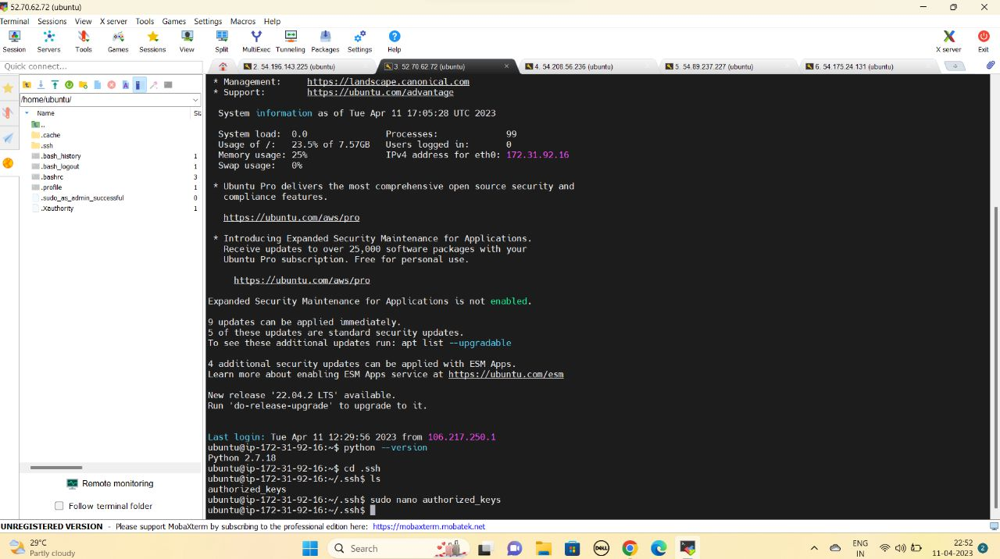 52.70.62.72 (ubuntu)
Terminal Sessions View X server Tools Games Settings Macros Help
Session Servers Tools Games Sessions View Split MultiExec Tunneling Packages Settings Help X server Exit
Quick connect...
2. 54.196.143.225 (ubuntu)
3. 52.70.62.72 (ubuntu)
4. 54.208.56.236 (ubuntu)
5. 54.89.237.227 (ubuntu)
6. 54.175.24.131 (ubuntu)
/home/ubuntu/
Name Siz
..
.cache
.ssh
.bash_history 1
.bash_logout 1
.bashrc 3
.profile 1
.sudo_as_admin_successful 0
.Xauthority 1
Remote monitoring
Follow terminal folder
* Management: https://landscape.canonical.com
* Support: https://ubuntu.com/advantage
System information as of Tue Apr 11 17:05:28 UTC 2023
System load: 0.0 Processes: 99
Usage of /: 23.5% of 7.57GB Users logged in: 0
Memory usage: 25% IPv4 address for eth0: 172.31.92.16
Swap usage: 0%
* Ubuntu Pro delivers the most comprehensive open source security and
compliance features.
https://ubuntu.com/aws/pro
* Introducing Expanded Security Maintenance for Applications.
Receive updates to over 25,000 software packages with your
Ubuntu Pro subscription. Free for personal use.
https://ubuntu.com/aws/pro
Expanded Security Maintenance for Applications is not enabled.
9 updates can be applied immediately.
5 of these updates are standard security updates.
To see these additional updates run: apt list --upgradable
4 additional security updates can be applied with ESM Apps.
Learn more about enabling ESM Apps service at https://ubuntu.com/esm
New release '22.04.2 LTS' available.
Run 'do-release-upgrade' to upgrade to it.
Last login: Tue Apr 11 12:29:56 2023 from 106.217.250.1
ubuntu@ip-172-31-92-16:~$ python --version
Python 2.7.18
ubuntu@ip-172-31-92-16:~$ cd .ssh
ubuntu@ip-172-31-92-16:~/.ssh$ ls
authorized_keys
ubuntu@ip-172-31-92-16:~/.ssh$ sudo nano authorized_keys
ubuntu@ip-172-31-92-16:~/.ssh$
UNREGISTERED VERSION - Please support MobaXterm by subscribing to the professional edition here: https://mobaxterm.mobatek.net
29°C
Partly cloudy
Search
DELL
ENG
IN
22:52
11-04-2023
2